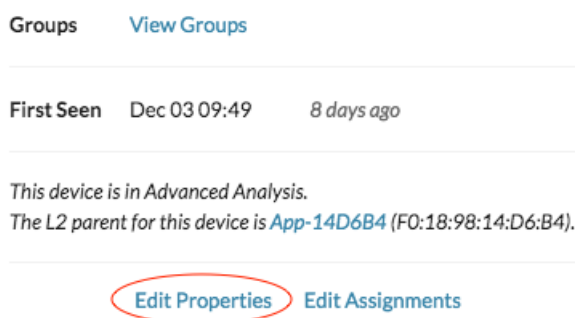 Groups View Groups
First Seen Dec 03 09:49 8 days ago
This device is in Advanced Analysis.
The L2 parent for this device is App-14D6B4 (F0:18:98:14:D6:B4).
Edit Properties Edit Assignments